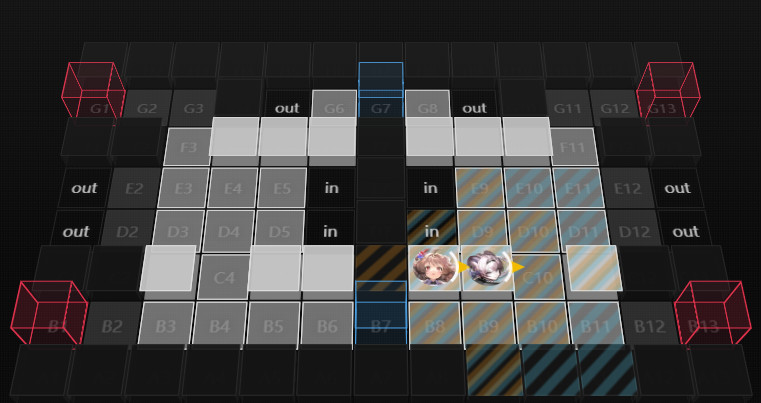 G1 G2 G3 out G6 G7 G8 out G11 G12 G13
F3 F11
out E2 E3 E4 E5 in in E9 E10 E11 E12 out
out D2 D3 D4 D5 in in D9 D10 D11 D12 out
C4 C10
B1 B2 B3 B4 B5 B6 B7 B8 B9 B10 B11 B12 B13